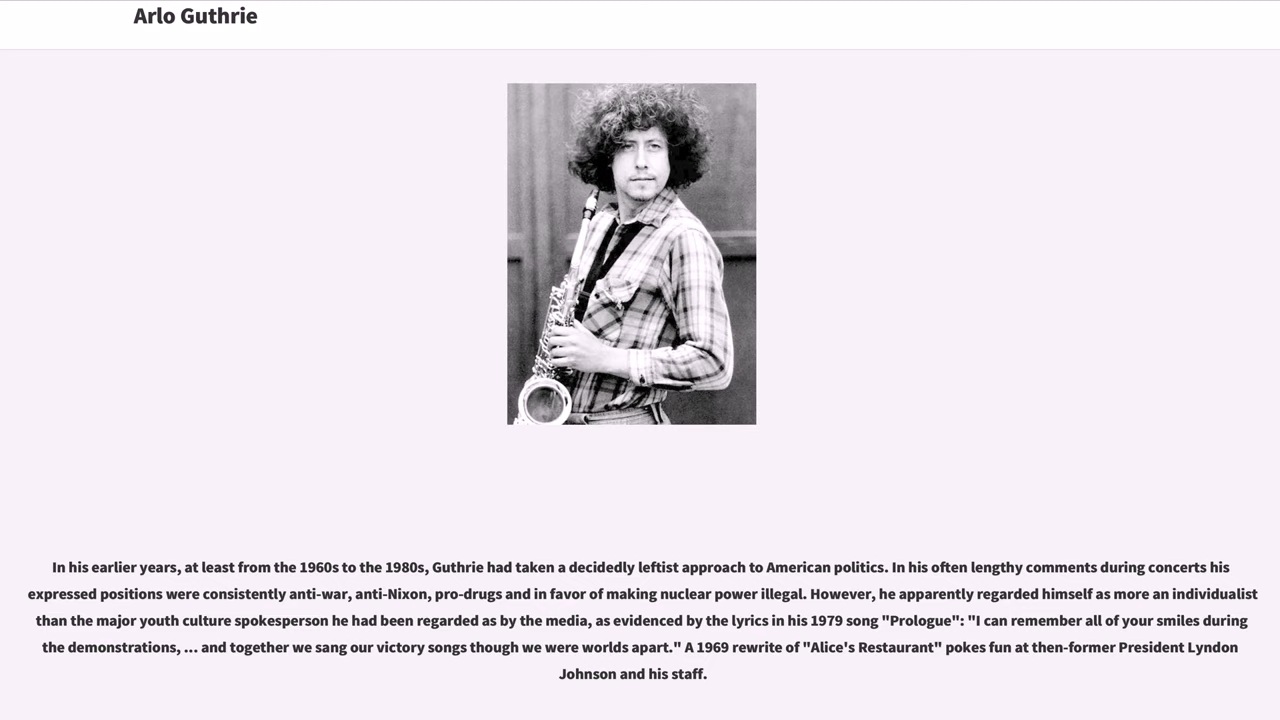 Arlo Guthrie
In his earlier years, at least from the 1960s to the 1980s, Guthrie had taken a decidedly leftist approach to American politics. In his often lengthy comments during concerts his
expressed positions were consistently anti-war, anti-Nixon, pro-drugs and in favor of making nuclear power illegal. However, he apparently regarded himself as more an individualist
than the major youth culture spokesperson he had been regarded as by the media, as evidenced by the lyrics in his 1979 song "Prologue": "I can remember all of your smiles during
the demonstrations, ... and together we sang our victory songs though we were worlds apart." A 1969 rewrite of "Alice's Restaurant" pokes fun at then-former President Lyndon
Johnson and his staff.